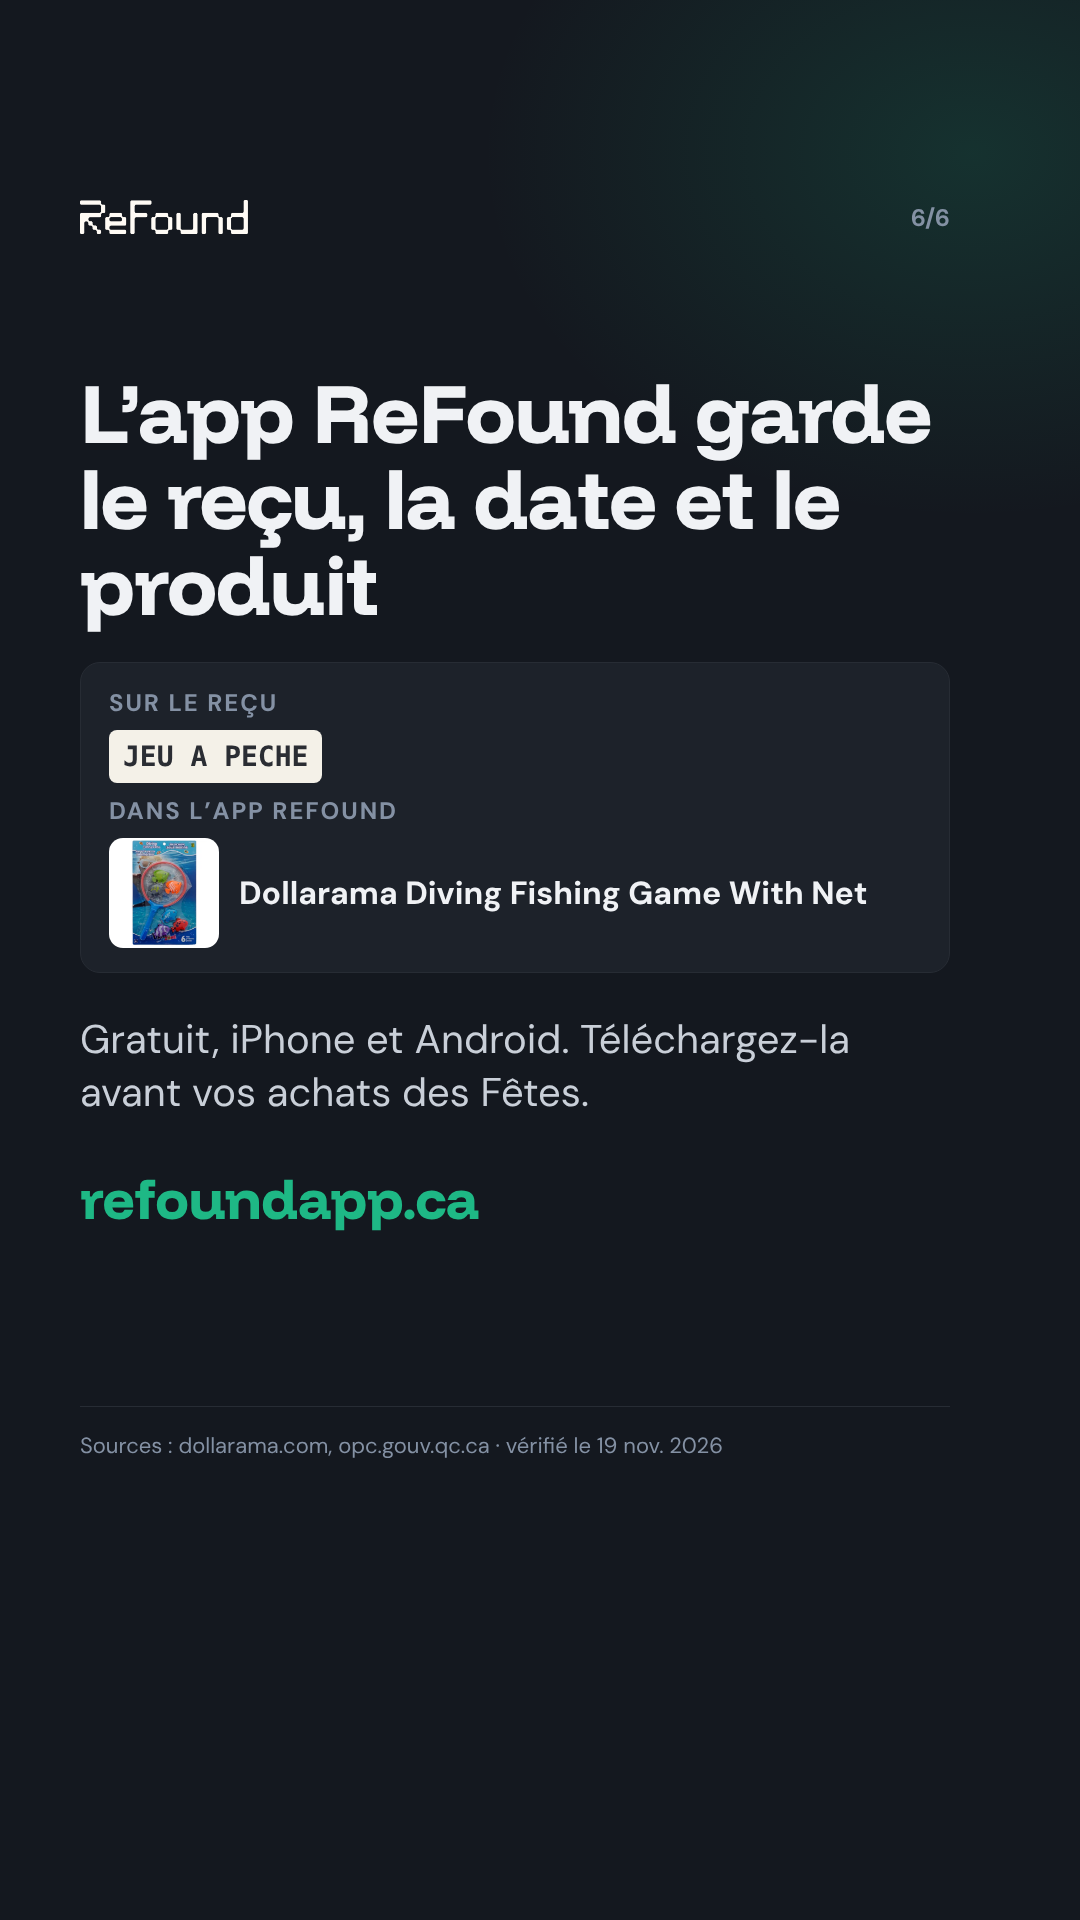 ReFound
6/6
L’app ReFound garde
le reçu, la date et le
produit
SUR LE REÇU
JEU A PECHE
DANS L’APP REFOUND
Dollarama Diving Fishing Game With Net
Gratuit, iPhone et Android. Téléchargez-la
avant vos achats des Fêtes.
refoundapp.ca
Sources : dollarama.com, opc.gouv.qc.ca · vérifié le 19 nov. 2026